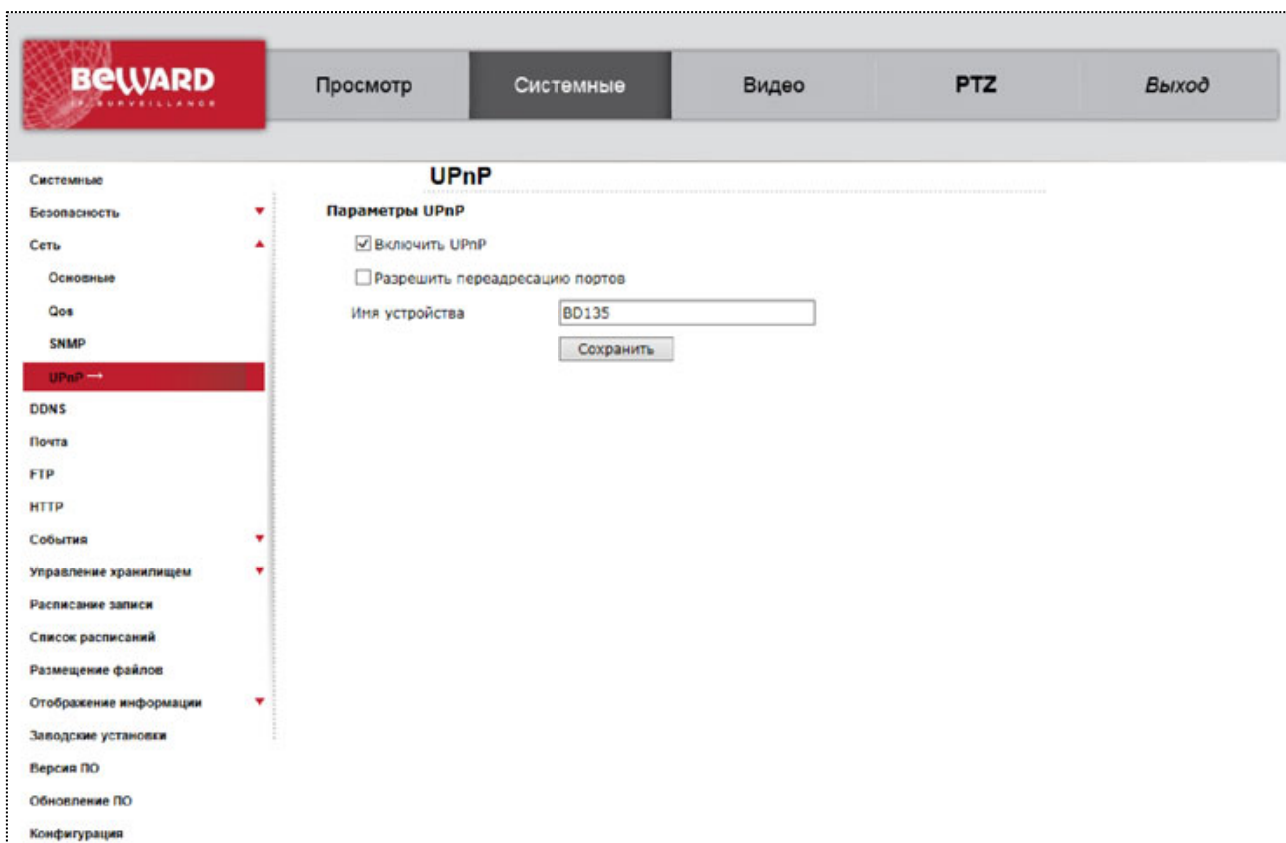 BEWARD
IP SURVEILLANCE
Просмотр
Системные
Видео
PTZ
Выход
Системные
Безопасность
Сеть
Основные
Qos
SNMP
UPnP →
DDNS
Почта
FTP
HTTP
События
Управление хранилищем
Расписание записи
Список расписаний
Размещение файлов
Отображение информации
Заводские установки
Версия ПО
Обновление ПО
Конфигурация
UPnP
Параметры UPnP
Включить UPnP
Разрешить переадресацию портов
Имя устройства BD135
Сохранить